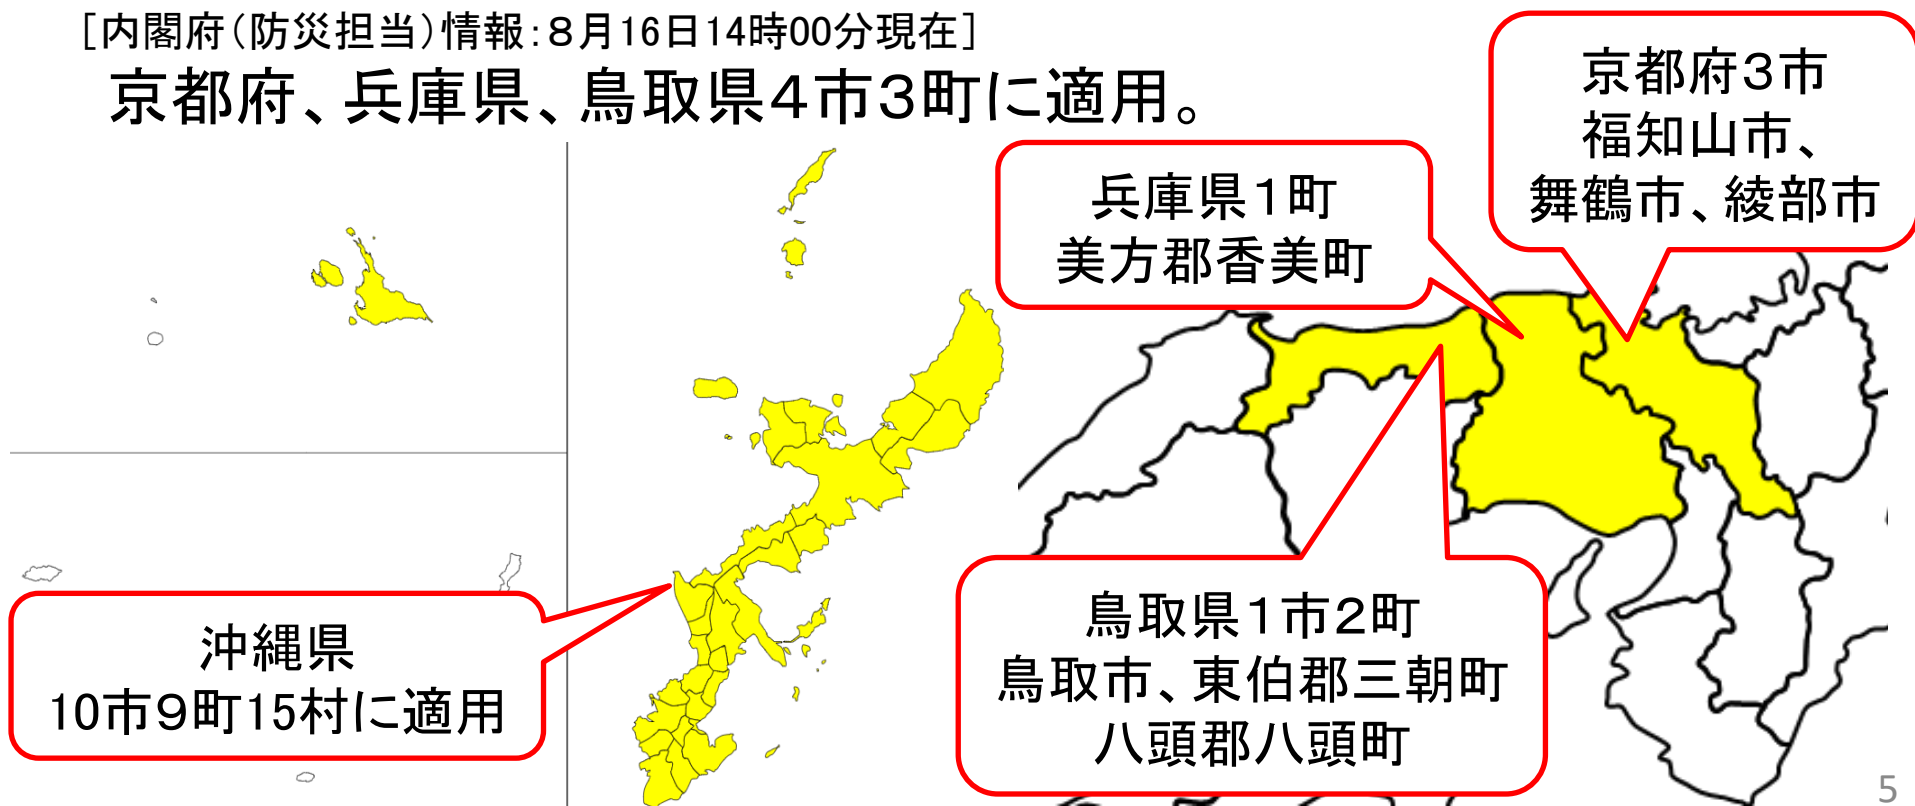 [内閣府(防災担当)情報:8月16日14時00分現在]
京都府、兵庫県、鳥取県4市3町に適用。
京都府3市
福知山市、
舞鶴市、綾部市
兵庫県1町
美方郡香美町
沖縄県
10市9町15村に適用
鳥取県1市2町
鳥取市、東伯郡三朝町
八頭郡八頭町
5